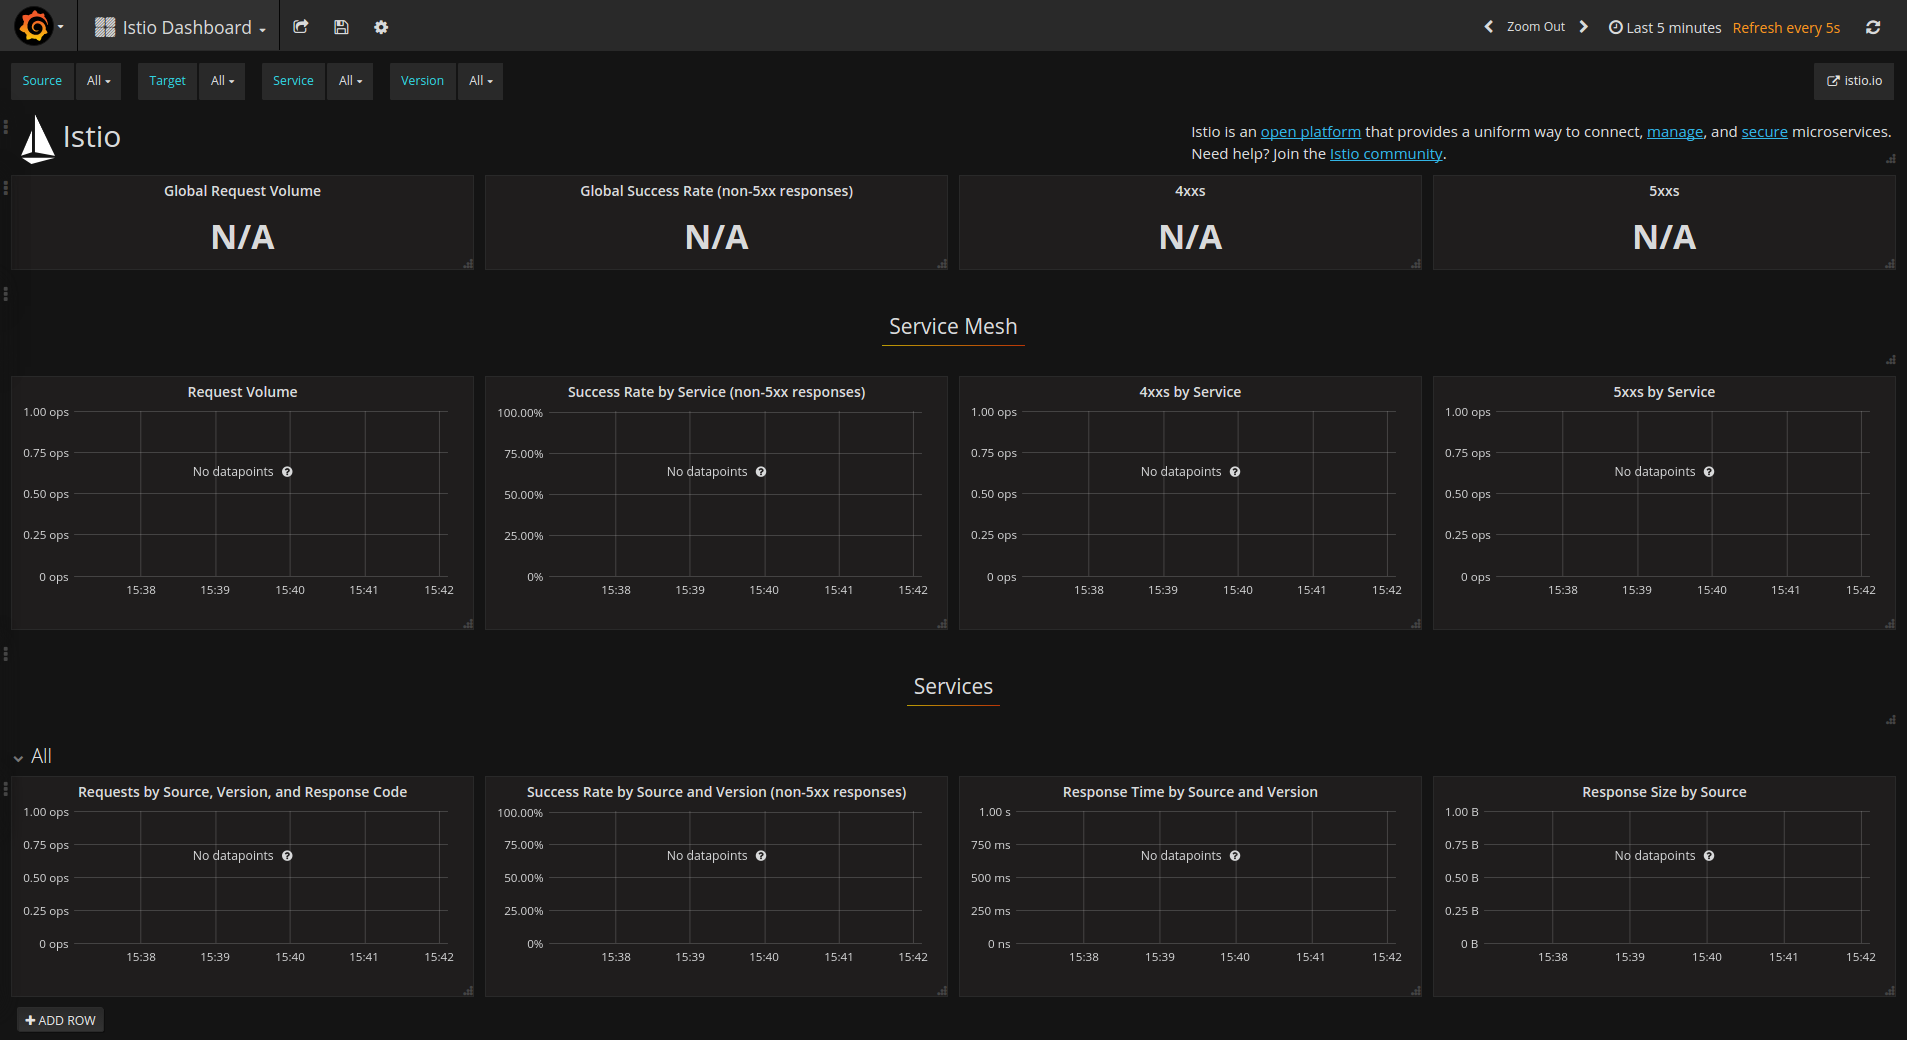 Istio Dashboard
Zoom Out
Last 5 minutes
Refresh every 5s
Source
All
Target
All
Service
All
Version
All
istio.io
Istio
Istio is an open platform that provides a uniform way to connect, manage, and secure microservices.
Need help? Join the Istio community.
Global Request Volume
N/A
Global Success Rate (non-5xx responses)
N/A
4xxs
N/A
5xxs
N/A
Service Mesh
Request Volume
1.00 ops
0.75 ops
No datapoints
0.50 ops
0.25 ops
0 ops
15:38 15:39 15:40 15:41 15:42
Success Rate by Service (non-5xx responses)
100.00%
75.00%
No datapoints
50.00%
25.00%
0%
15:38 15:39 15:40 15:41 15:42
4xxs by Service
1.00 ops
0.75 ops
No datapoints
0.50 ops
0.25 ops
0 ops
15:38 15:39 15:40 15:41 15:42
5xxs by Service
1.00 ops
0.75 ops
No datapoints
0.50 ops
0.25 ops
0 ops
15:38 15:39 15:40 15:41 15:42
Services
All
Requests by Source, Version, and Response Code
1.00 ops
0.75 ops
No datapoints
0.50 ops
0.25 ops
0 ops
15:38 15:39 15:40 15:41 15:42
Success Rate by Source and Version (non-5xx responses)
100.00%
75.00%
No datapoints
50.00%
25.00%
0%
15:38 15:39 15:40 15:41 15:42
Response Time by Source and Version
1.00 s
750 ms
No datapoints
500 ms
250 ms
0 ns
15:38 15:39 15:40 15:41 15:42
Response Size by Source
1.00 B
0.75 B
No datapoints
0.50 B
0.25 B
0 B
15:38 15:39 15:40 15:41 15:42
ADD ROW